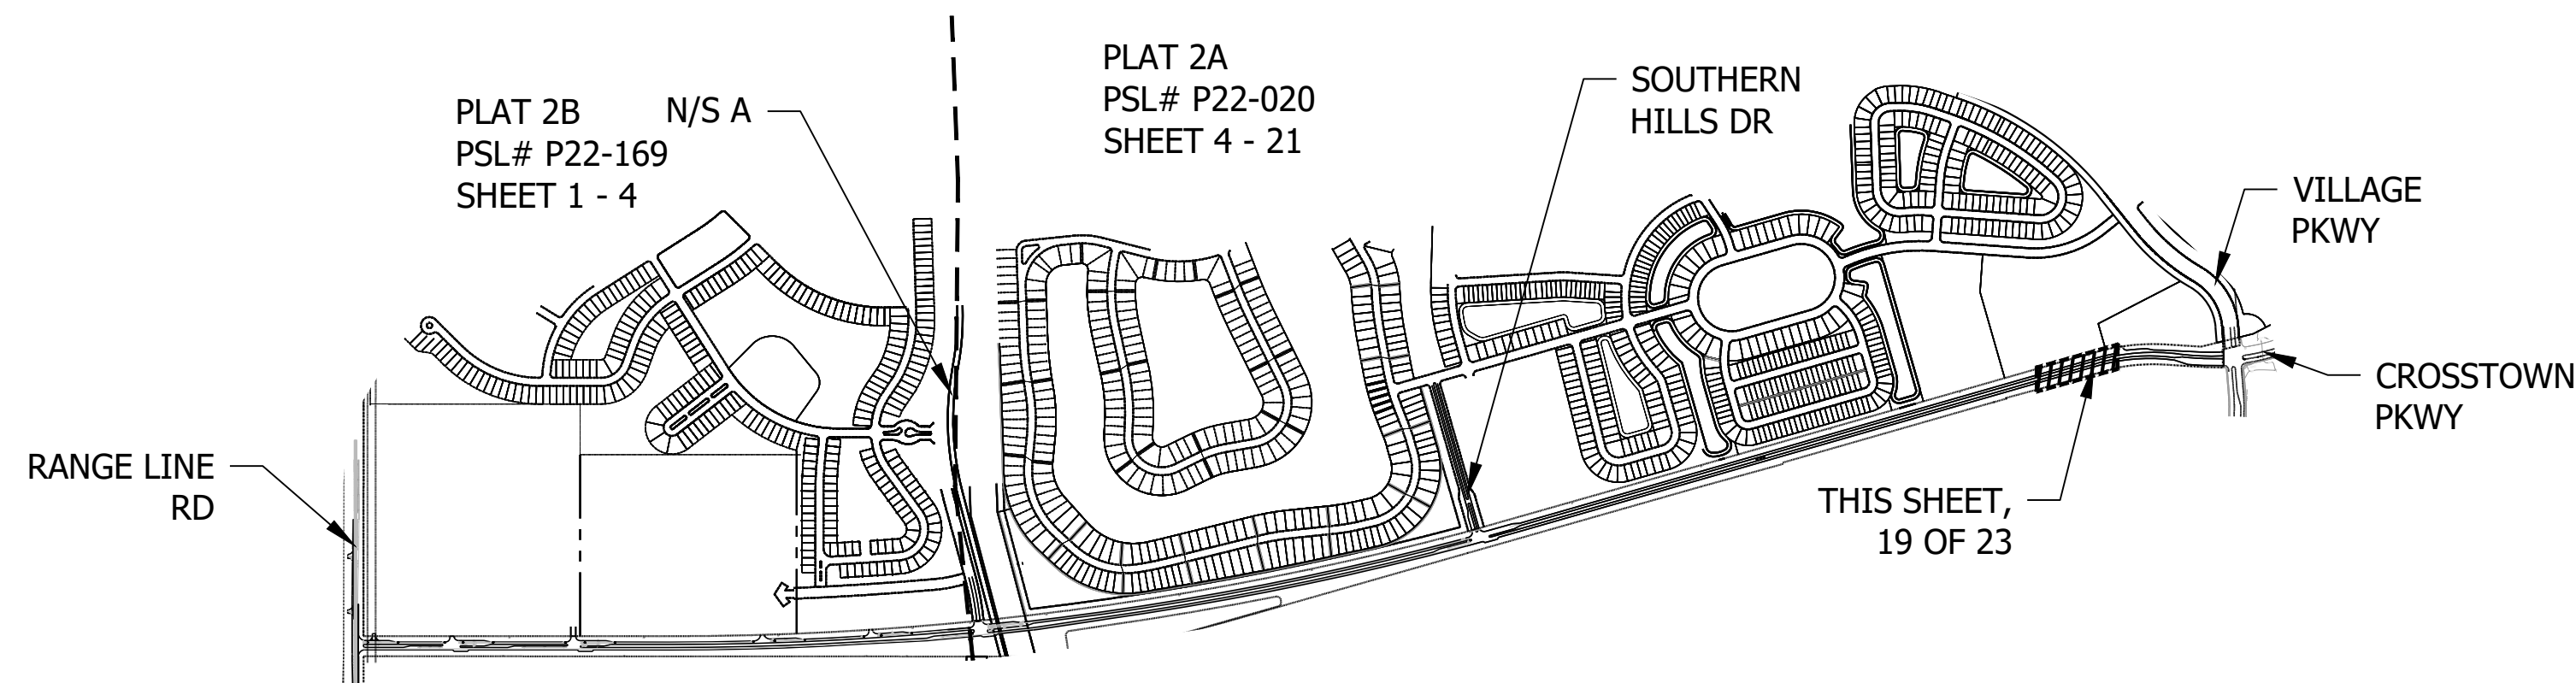 PLAT 2B
PSL# P22-169
SHEET 1 - 4
N/S A
PLAT 2A
PSL# P22-020
SHEET 4 - 21
SOUTHERN
HILLS DR
VILLAGE
PKWY
CROSSTOWN
PKWY
RANGE LINE
RD
THIS SHEET,
19 OF 23